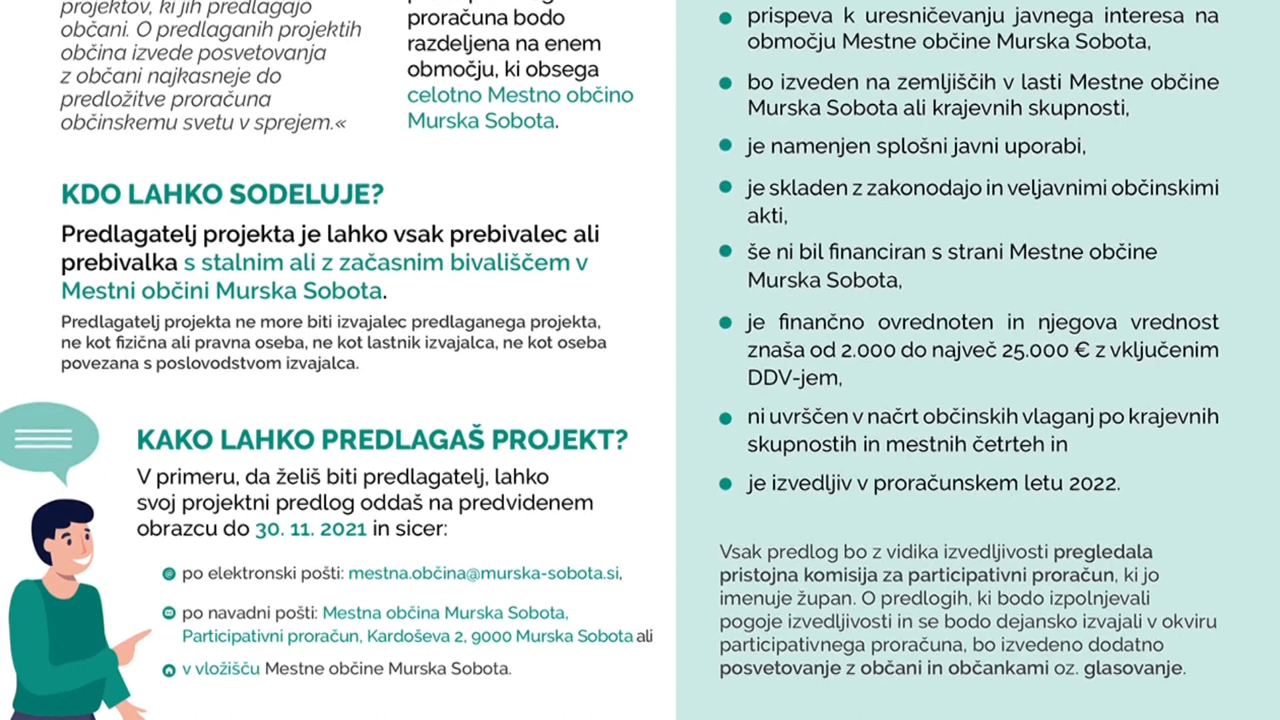 projektov, ki jih predlagajo
občani. O predlaganih projektih
občina izvede posvetovanja
z občani najkasneje do
predložitve proračuna
občinskemu svetu v sprejem.«
proračuna bodo
razdeljena na enem
območju, ki obsega
celotno Mestno občino
Murska Sobota.
KDO LAHKO SODELUJE?
Predlagatelj projekta je lahko vsak prebivalec ali
prebivalka s stalnim ali z začasnim bivališčem v
Mestni občini Murska Sobota.
Predlagatelj projekta ne more biti izvajalec predlaganega projekta,
ne kot fizična ali pravna oseba, ne kot lastnik izvajalca, ne kot oseba
povezana s poslovodstvom izvajalca.
KAKO LAHKO PREDLAGAŠ PROJEKT?
V primeru, da želiš biti predlagatelj, lahko
svoj projektni predlog oddaš na predvidenem
obrazcu do 30. 11. 2021 in sicer:
po elektronski pošti: mestna.občina@murska-sobota.si,
po navadni pošti: Mestna občina Murska Sobota,
Participativni proračun, Kardoševa 2, 9000 Murska Sobota ali
v vložišču Mestne občine Murska Sobota.
prispeva k uresničevanju javnega interesa na
območju Mestne občine Murska Sobota,
bo izveden na zemljiščih v lasti Mestne občine
Murska Sobota ali krajevnih skupnosti,
je namenjen splošni javni uporabi,
je skladen z zakonodajo in veljavnimi občinskimi
akti,
še ni bil financiran s strani Mestne občine
Murska Sobota,
je finančno ovrednoten in njegova vrednost
znaša od 2.000 do največ 25.000 € z vključenim
DDV-jem,
ni uvrščen v načrt občinskih vlaganj po krajevnih
skupnostih in mestnih četrteh in
je izvedljiv v proračunskem letu 2022.
Vsak predlog bo z vidika izvedljivosti pregledala
pristojna komisija za participativni proračun, ki jo
imenuje župan. O predlogih, ki bodo izpolnjevali
pogoje izvedljivosti in se bodo dejansko izvajali v okviru
participativnega proračuna, bo izvedeno dodatno
posvetovanje z občani in občankami oz. glasovanje.